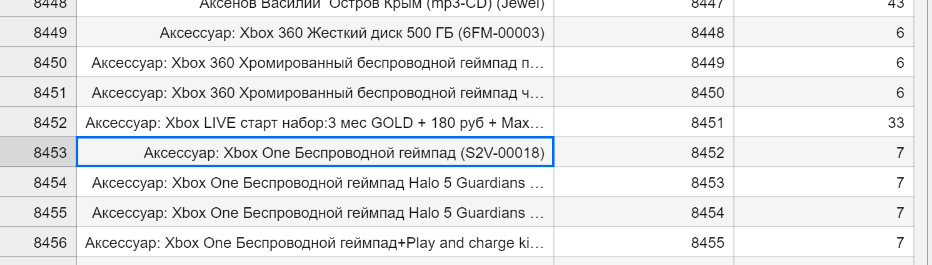 8448 Аксенов Василий Остров Крым (mp3-CD) (Jewel) 8447 43
8449 Аксессуар: Xbox 360 Жесткий диск 500 ГБ (6FM-00003) 8448 6
8450 Аксессуар: Xbox 360 Хромированный беспроводной геймпад п… 8449 6
8451 Аксессуар: Xbox 360 Хромированный беспроводной геймпад ч… 8450 6
8452 Аксессуар: Xbox LIVE старт набор:3 мес GOLD + 180 руб + Max… 8451 33
8453 Аксессуар: Xbox One Беспроводной геймпад (S2V-00018) 8452 7
8454 Аксессуар: Xbox One Беспроводной геймпад Halo 5 Guardians … 8453 7
8455 Аксессуар: Xbox One Беспроводной геймпад Halo 5 Guardians … 8454 7
8456 Аксессуар: Xbox One Беспроводной геймпад+Play and charge ki… 8455 7